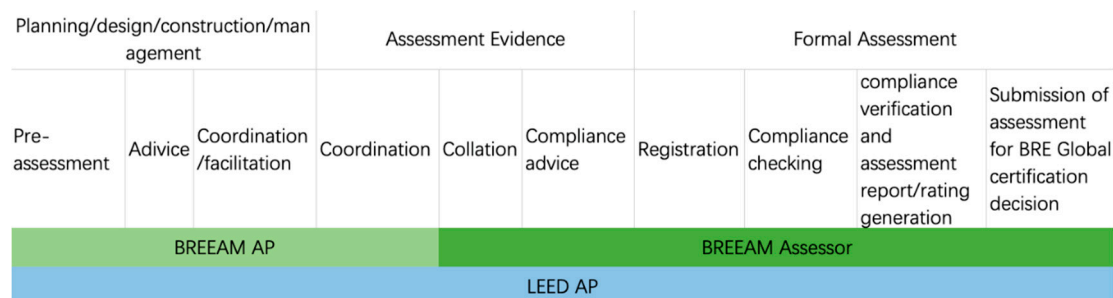 Planning/design/construction/man
agement
Assessment Evidence
Formal Assessment
Pre-
assessment
Adivice
Coordination
/facilitation
Coordination
Collation
Compliance
advice
Registration
Compliance
checking
compliance
verification
and
assessment
report/rating
generation
Submission of
assessment
for BRE Global
certification
decision
BREEAM AP
BREEAM Assessor
LEED AP